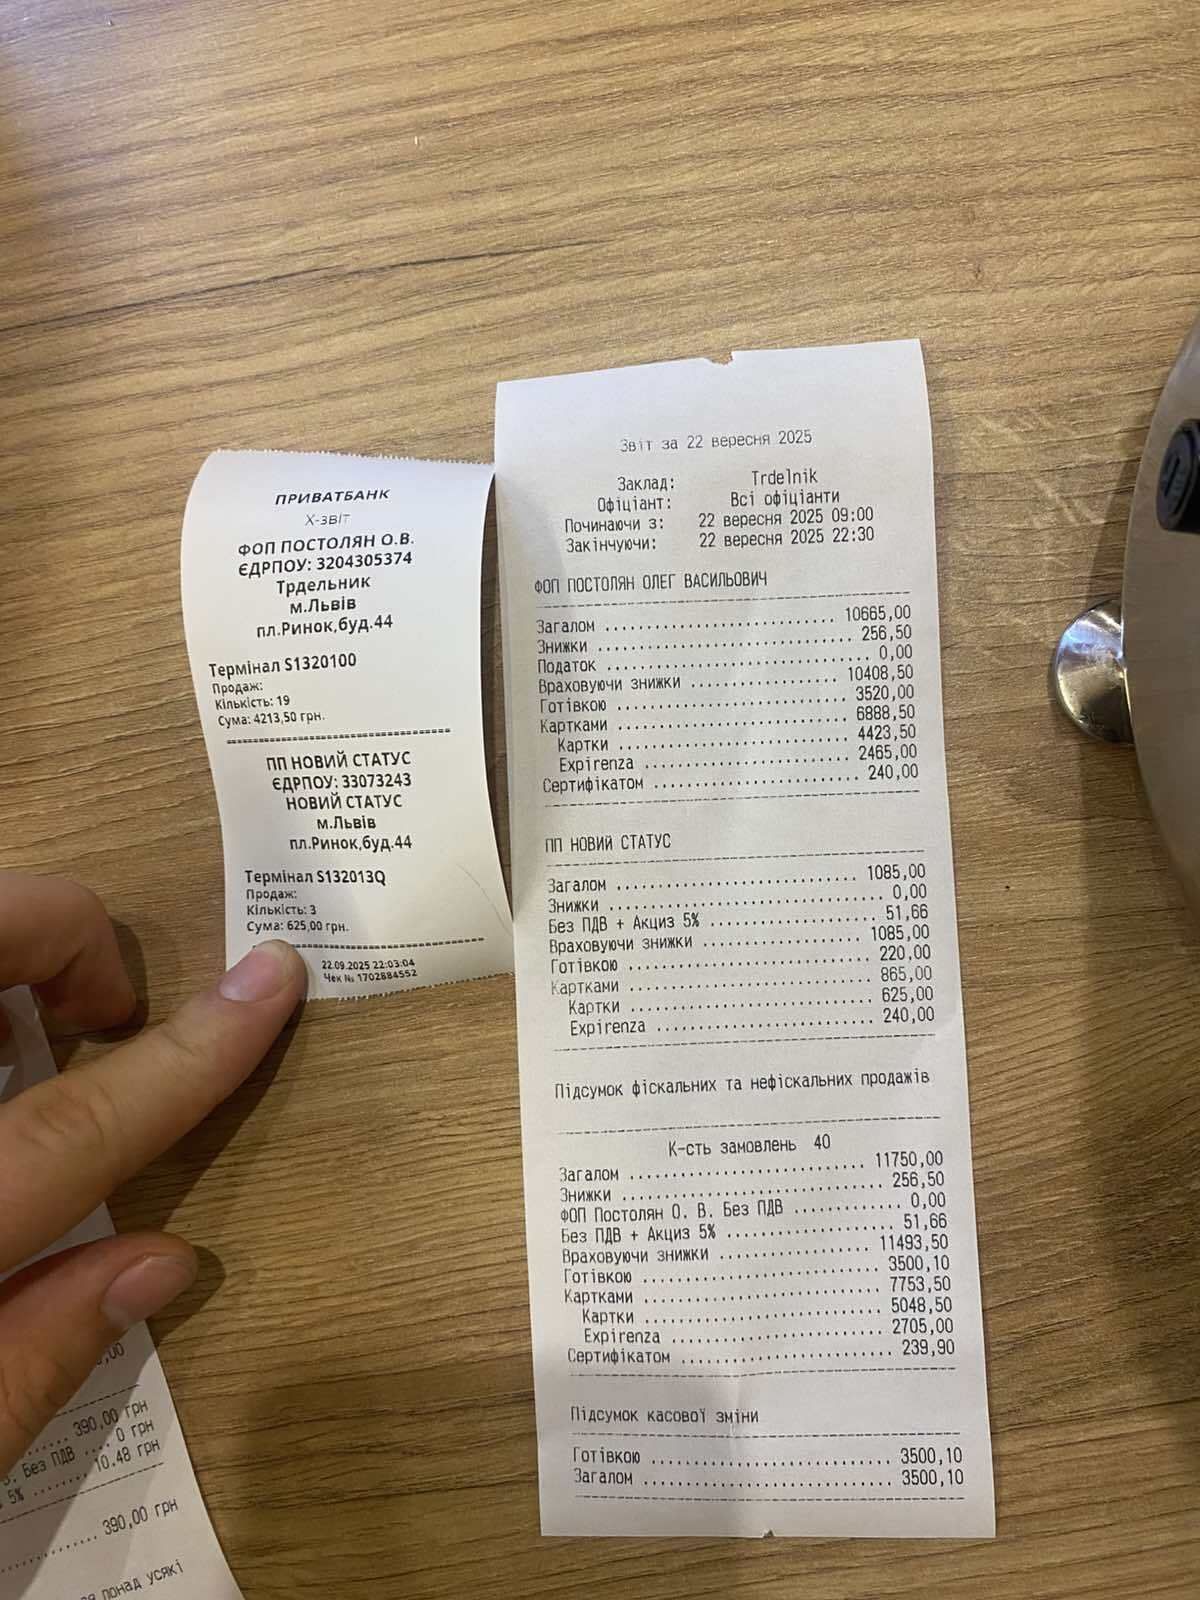 ПРИВАТБАНК
X-звіт
ФОП ПОСТОЛЯН О.В.
ЄДРПОУ: 3204305374
Трдельник
м.Львів
пл.Ринок,буд.44
Термінал S1320100
Продаж:
Кількість: 19
Сума: 4213,50 грн.
ПП НОВИЙ СТАТУС
ЄДРПОУ: 33073243
НОВИЙ СТАТУС
м.Львів
пл.Ринок,буд.44
Термінал S132013Q
Продаж:
Кількість: 3
Сума: 625,00 грн.
22.09.2025 22:03:04
Чек № 1702884552
Звіт за 22 вересня 2025
Заклад: Trdelnik
Офіціант: Всі офіціанти
Починаючи з: 22 вересня 2025 09:00
Закінчуючи: 22 вересня 2025 22:30
ФОП ПОСТОЛЯН ОЛЕГ ВАСИЛЬОВИЧ
Загалом 10665,00
Знижки 256,50
Податок 0,00
Враховуючи знижки 10408,50
Готівкою 3520,00
Картками 6888,50
Картки 4423,50
Expirenza 2465,00
Сертифікатом 240,00
ПП НОВИЙ СТАТУС
Загалом 1085,00
Знижки 0,00
Без ПДВ + Акциз 5% 51,66
Враховуючи знижки 1085,00
Готівкою 220,00
Картками 865,00
Картки 625,00
Expirenza 240,00
Підсумок фіскальних та нефіскальних продажів
К-сть замовлень 40
Загалом 11750,00
Знижки 256,50
ФОП Постолян О. В. Без ПДВ 0,00
Без ПДВ + Акциз 5% 51,66
Враховуючи знижки 11493,50
Готівкою 3500,10
Картками 7753,50
Картки 5048,50
Expirenza 2705,00
Сертифікатом 239,90
Підсумок касової зміни
Готівкою 3500,10
Загалом 3500,10
390,00 грн
Без ПДВ 0 грн
5% 10.48 грн
390,00 грн
понад усякі